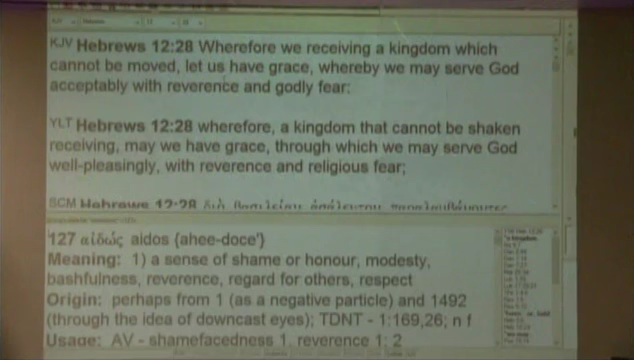 KJV Hebrews 12:28 Wherefore we receiving a kingdom which
cannot be moved, let us have grace, whereby we may serve God
acceptably with reverence and godly fear:
YLT Hebrews 12:28 wherefore, a kingdom that cannot be shaken
receiving, may we have grace, through which we may serve God
well-pleasingly, with reverence and religious fear;
SCM Hebrews 12:28 διὸ βασιλείαν ἀσάλευτον παραλαμβάνοντες
127 αἰδώς aidos {ahee-doce'}
Meaning: 1) a sense of shame or honour, modesty,
bashfulness, reverence, regard for others, respect
Origin: perhaps from 1 (as a negative particle) and 1492
(through the idea of downcast eyes); TDNT - 1:169,26; n f
Usage: AV - shamefacedness 1, reverence 1; 2